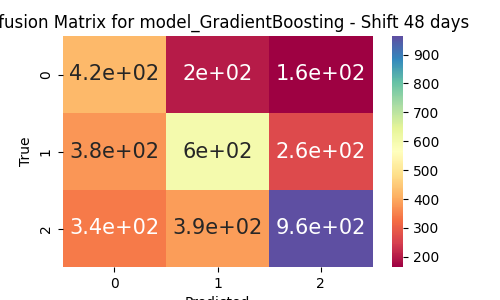 fusion Matrix for model_GradientBoosting - Shift 48 days
0 4.2e+02 2e+02 1.6e+02
1 3.8e+02 6e+02 2.6e+02
2 3.4e+02 3.9e+02 9.6e+02
True
0 1 2
Predicted
900
800
700
600
500
400
300
200